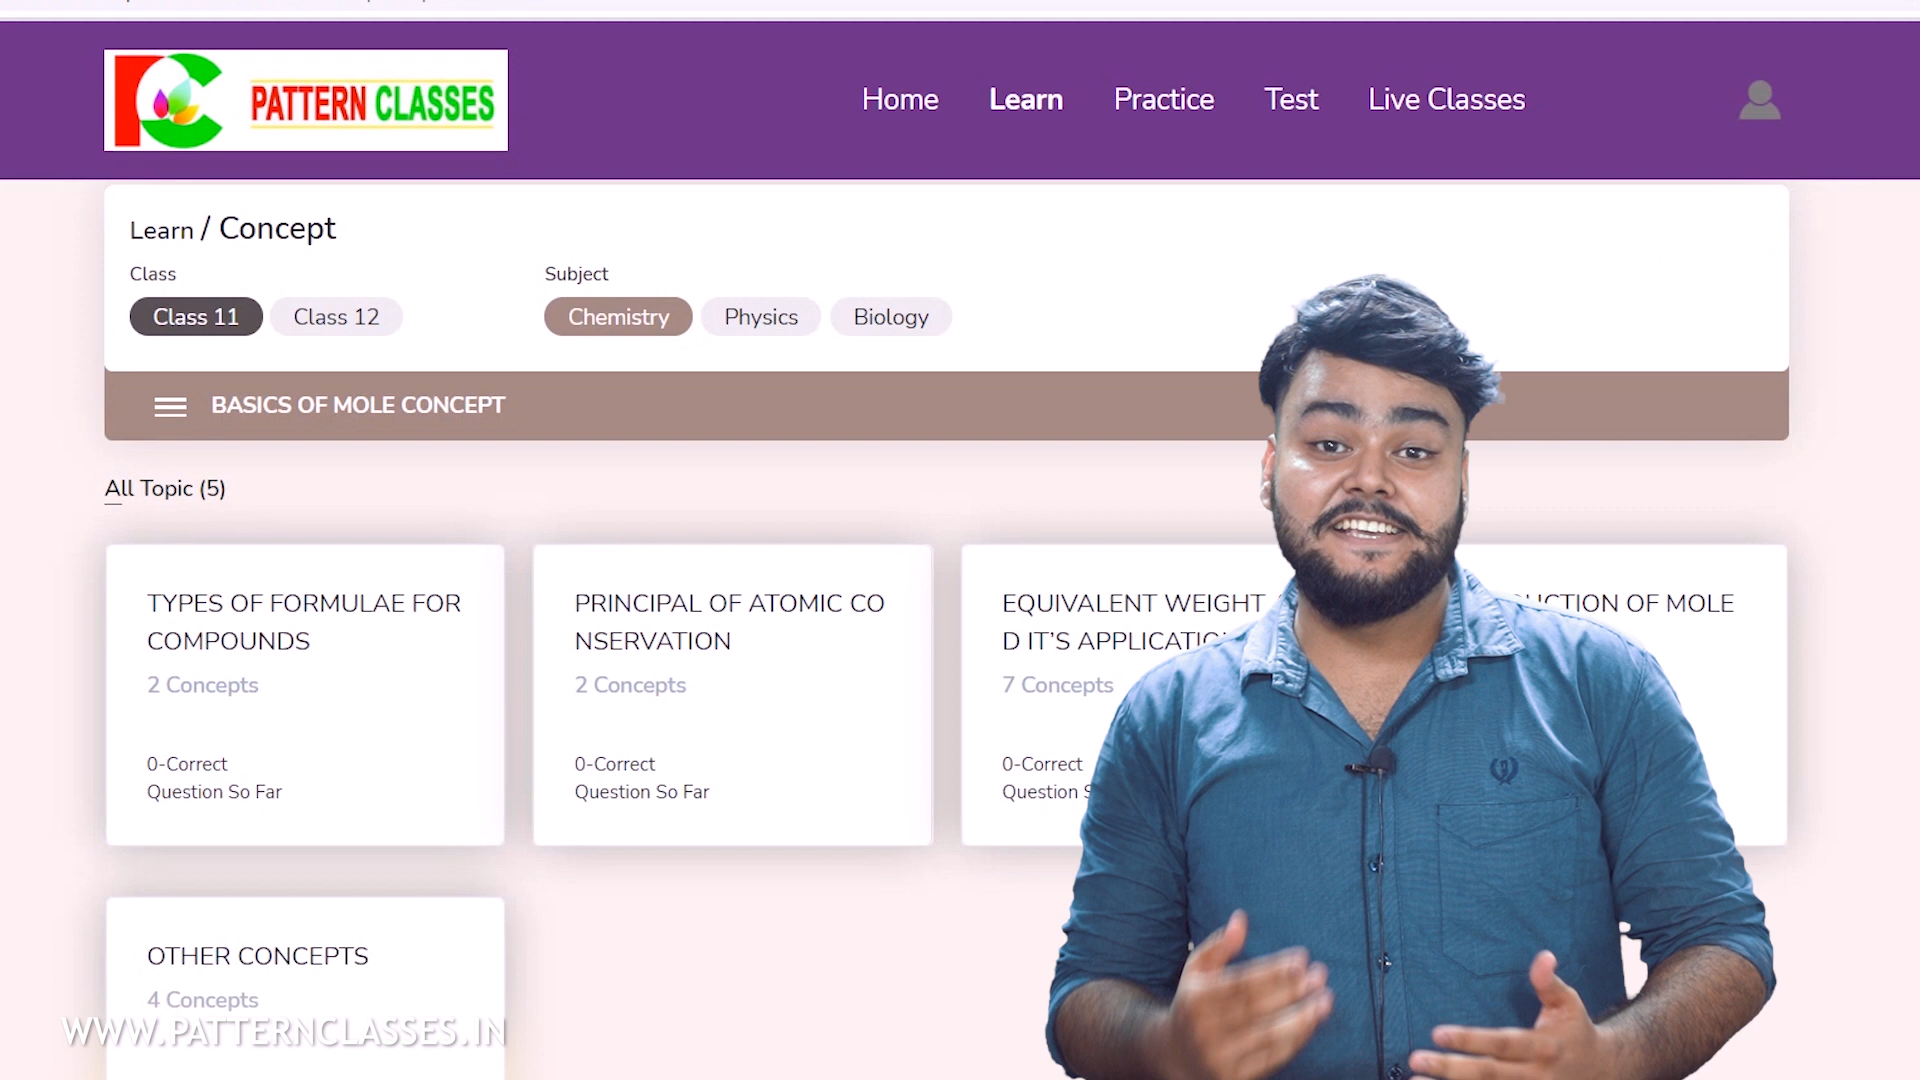 PATTERN CLASSES
Home Learn Practice Test Live Classes
Learn / Concept
Class
Class 11 Class 12
Subject
Chemistry Physics Biology
BASICS OF MOLE CONCEPT
All Topic (5)
TYPES OF FORMULAE FOR
COMPOUNDS
2 Concepts
0-Correct
Question So Far
PRINCIPAL OF ATOMIC CO
NSERVATION
2 Concepts
0-Correct
Question So Far
EQUIVALENT WEIGHT
D IT’S
7 Concepts
0-Correct
Question
OF MOLE
OTHER CONCEPTS
4 Concepts
WWW.PATTERNCLASSES.IN